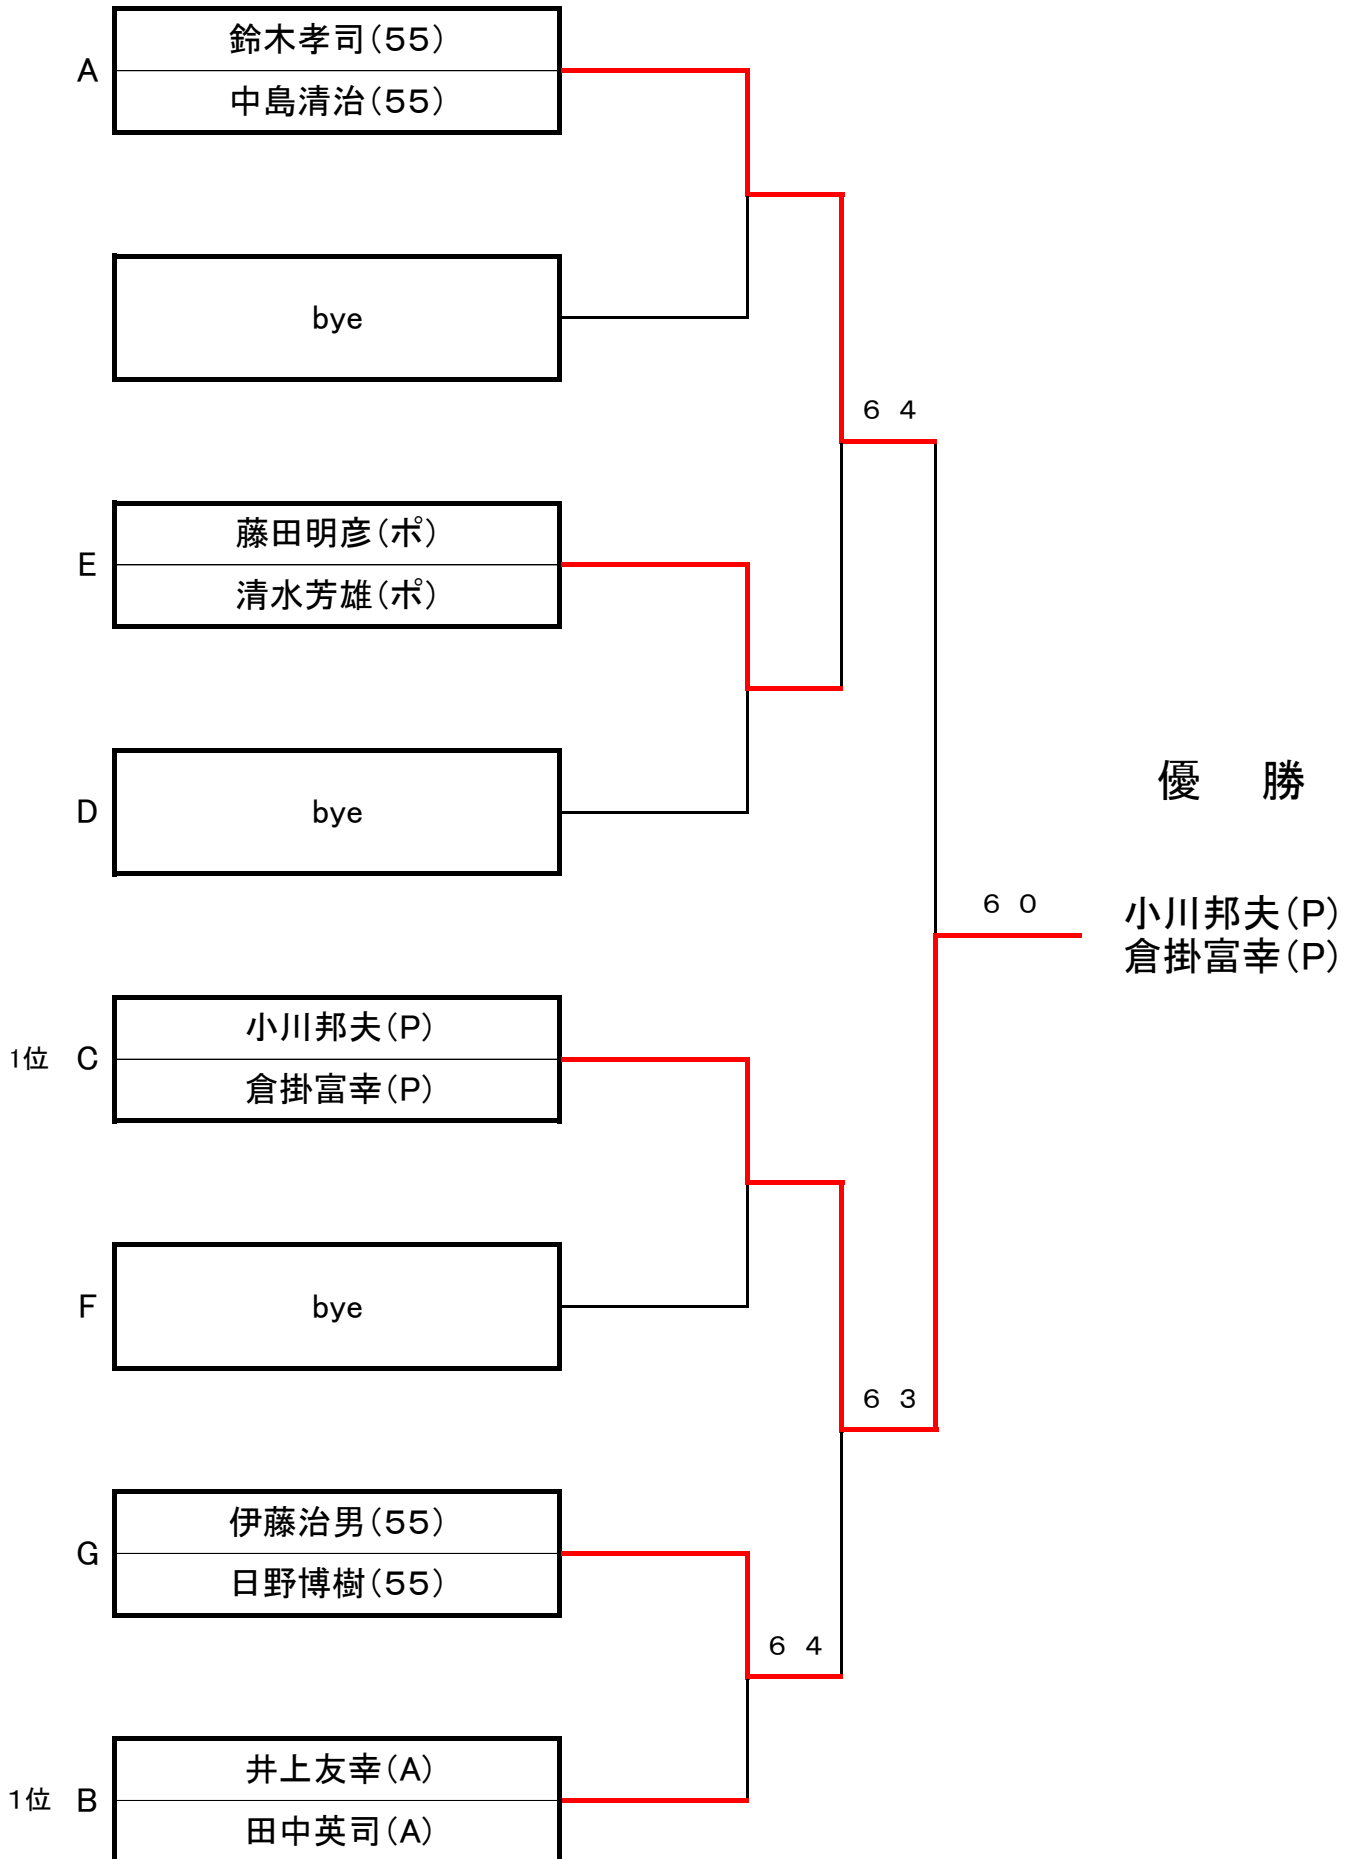 鈴木孝司(55)
A
中島清治(55)
bye
6 4
藤田明彦(ポ)
E
清水芳雄(ポ)
優 勝
D
bye
6 0
小川邦夫(P)
倉掛富幸(P)
小川邦夫(P)
1位 C
倉掛富幸(P)
F
bye
6 3
伊藤治男(55)
G
日野博樹(55)
6 4
井上友幸(A)
1位 B
田中英司(A)